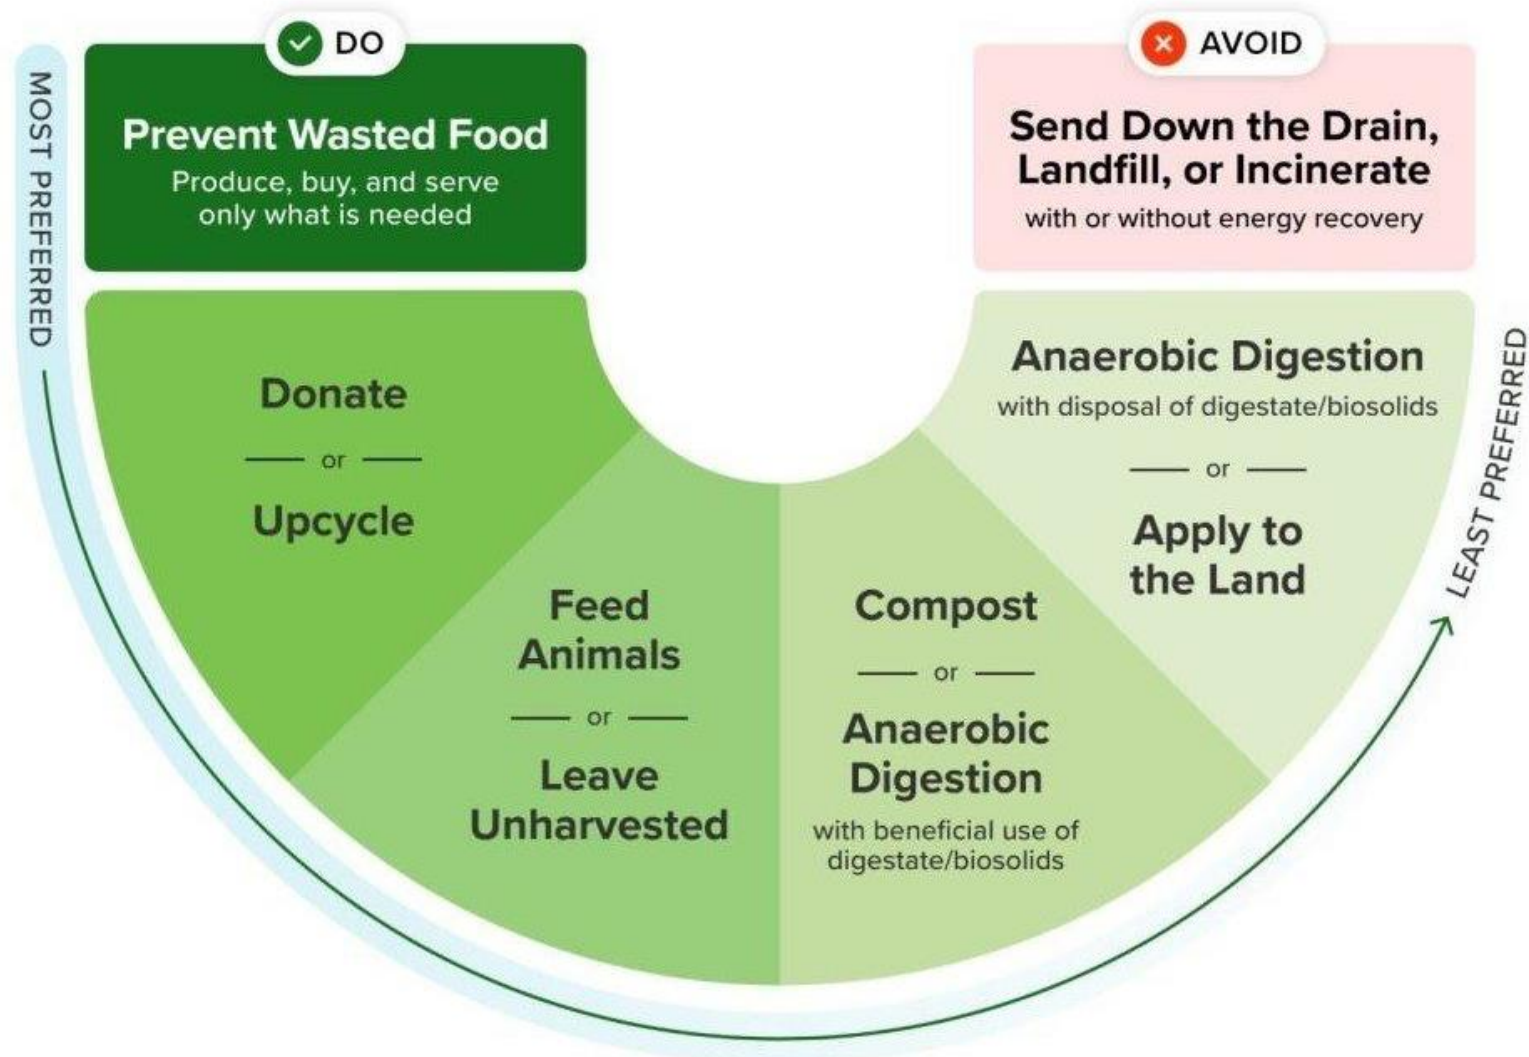 DO
Prevent Wasted Food
Produce, buy, and serve
only what is needed
MOST PREFERRED
Donate
or
Upcycle
Feed
Animals
or
Leave
Unharvested
Compost
or
Anaerobic
Digestion
with beneficial use of
digestate/biosolids
Anaerobic Digestion
with disposal of digestate/biosolids
or
Apply to
the Land
LEAST PREFERRED
AVOID
Send Down the Drain,
Landfill, or Incinerate
with or without energy recovery